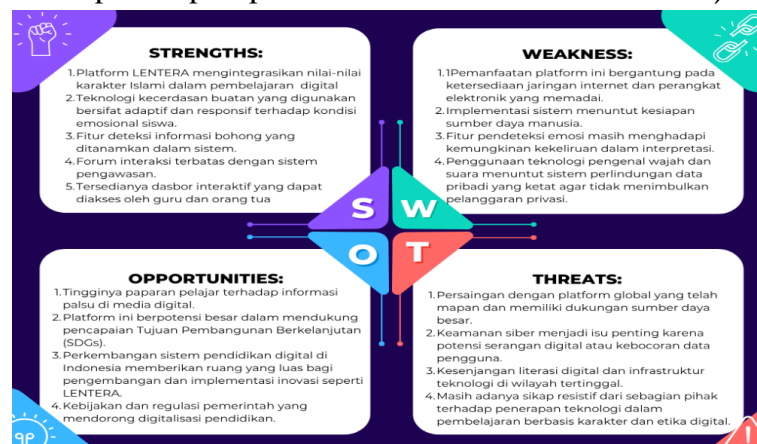 STRENGTHS:
1.Platform LENTERA mengintegrasikan nilai-nilai
karakter Islami dalam pembelajaran digital
2.Teknologi kecerdasan buatan yang digunakan
bersifat adaptif dan responsif terhadap kondisi
emosional siswa.
3.Fitur deteksi informasi bohong yang
ditanamkan dalam sistem.
4.Forum interaksi terbatas dengan sistem
pengawasan.
5.Tersedianya dasbor interaktif yang dapat
diakses oleh guru dan orang tua
WEAKNESS:
1.1Pemanfaatan platform ini bergantung pada
ketersediaan jaringan internet dan perangkat
elektronik yang memadai.
2.Implementasi sistem menuntut kesiapan
sumber daya manusia.
3.Fitur pendeteksi emosi masih menghadapi
kemungkinan kekeliruan dalam interpretasi.
4.Penggunaan teknologi pengenal wajah dan
suara menuntut sistem perlindungan data
pribadi yang ketat agar tidak menimbulkan
pelanggaran privasi.
S W
O T
OPPORTUNITIES:
1.Tingginya paparan pelajar terhadap informasi
palsu di media digital.
2.Platform ini berpotensi besar dalam mendukung
pencapaian Tujuan Pembangunan Berkelanjutan
(SDGs).
3.Perkembangan sistem pendidikan digital di
Indonesia memberikan ruang yang luas bagi
pengembangan dan implementasi inovasi seperti
LENTERA.
4.Kebijakan dan regulasi pemerintah yang
mendorong digitalisasi pendidikan.
THREATS:
1.Persaingan dengan platform global yang telah
mapan dan memiliki dukungan sumber daya
besar.
2.Keamanan siber menjadi isu penting karena
potensi serangan digital atau kebocoran data
pengguna.
3.Kesenjangan literasi digital dan infrastruktur
teknologi di wilayah tertinggal.
4.Masih adanya sikap resistif dari sebagian pihak
terhadap penerapan teknologi dalam
pembelajaran berbasis karakter dan etika digital.